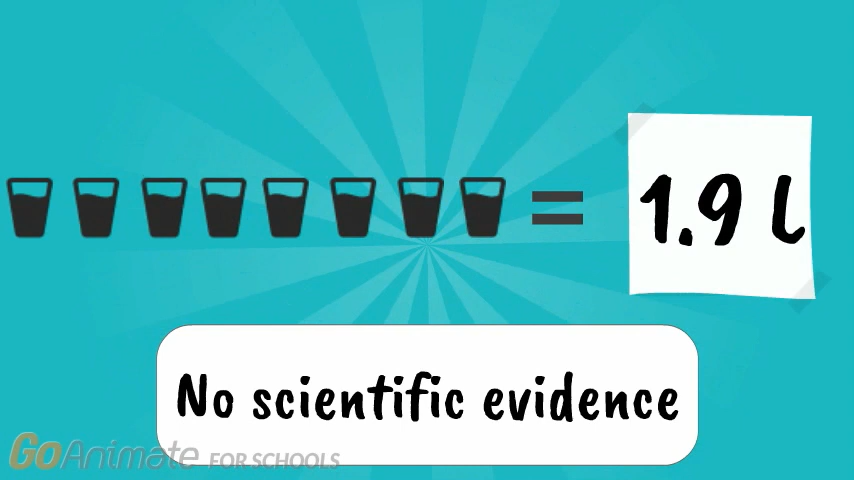 = 1.9 l
No scientific evidence
GoAnimate FOR SCHOOLS